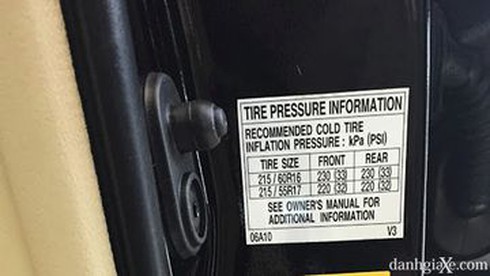 TIRE PRESSURE INFORMATION
RECOMMENDED COLD TIRE
INFLATION PRESSURE : kPa (PSI)
TIRE SIZE FRONT REAR
215 / 60R16 230 (33) 230 (33)
215 / 55R17 220 (32) 220 (32)
SEE OWNER'S MANUAL FOR
ADDITIONAL INFORMATION
06A10 V3
danhgiaXe.com